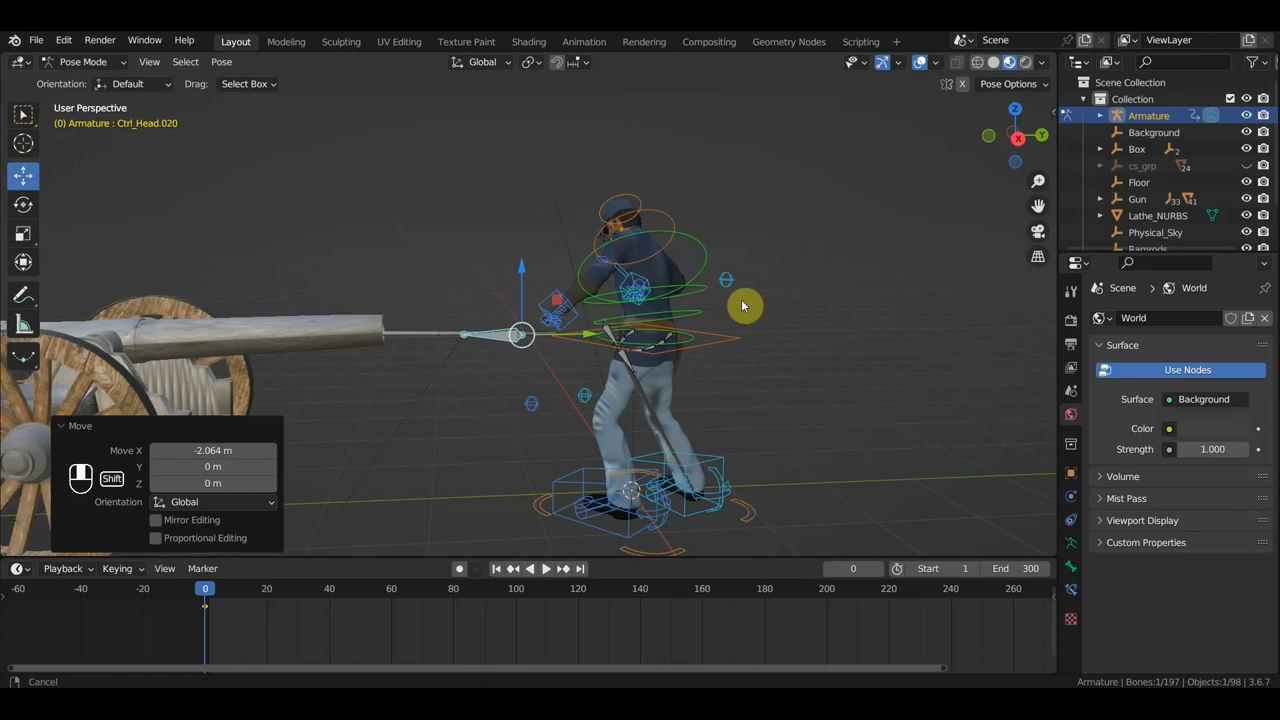 File Edit Render Window Help Layout Modeling Sculpting UV Editing Texture Paint Shading Animation Rendering Compositing Geometry Nodes Scripting + Scene ViewLayer
Pose Mode View Select Pose Global
Scene Collection
Orientation: Default Drag: Select Box X Pose Options
Collection
User Perspective
(0) Armature : Ctrl_Head.020
Z
Y
X
Armature
Background
Box 2
cs_grp 24
Floor
Gun 33 41
Lathe_NURBS
Physical_Sky
Ramrods
Scene World
World
Surface
Use Nodes
Surface Background
Color
Strength 1.000
Volume
Mist Pass
Viewport Display
Custom Properties
Move
Move X -2.064 m
Y 0 m
Z 0 m
Shift
Orientation Global
Mirror Editing
Proportional Editing
Playback Keying View Marker 0 Start 1 End 300
-60 -40 -20 0 20 40 60 80 100 120 140 160 180 200 220 240 260
Cancel
Armature | Bones:1/197 | Objects:1/98 | 3.6.7